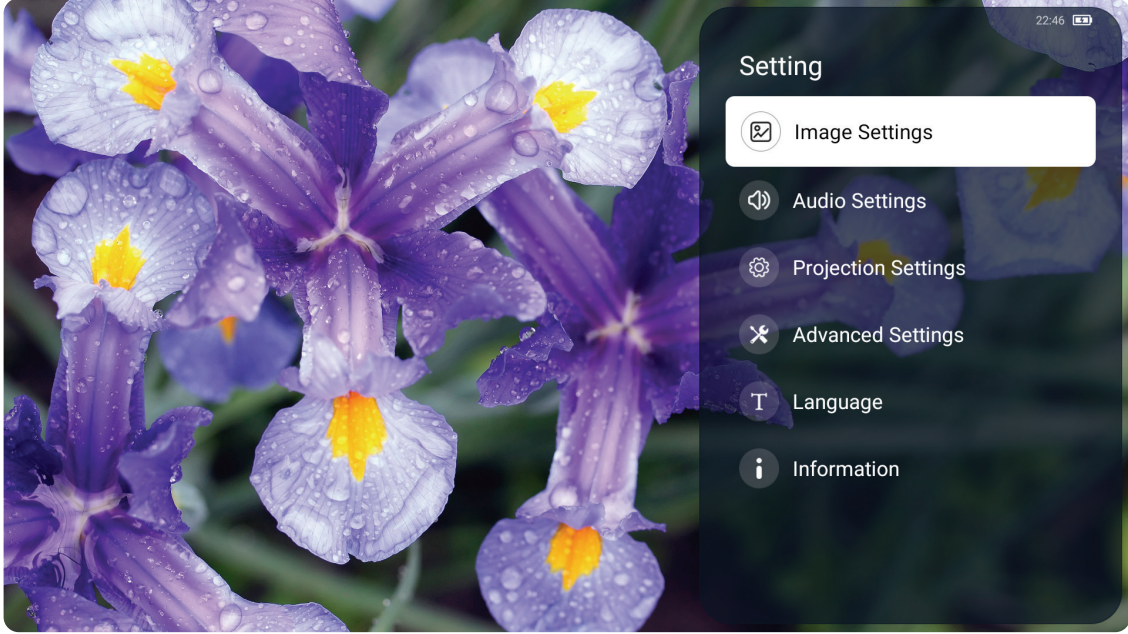 22:46
Setting
Image Settings
Audio Settings
Projection Settings
Advanced Settings
Language
Information